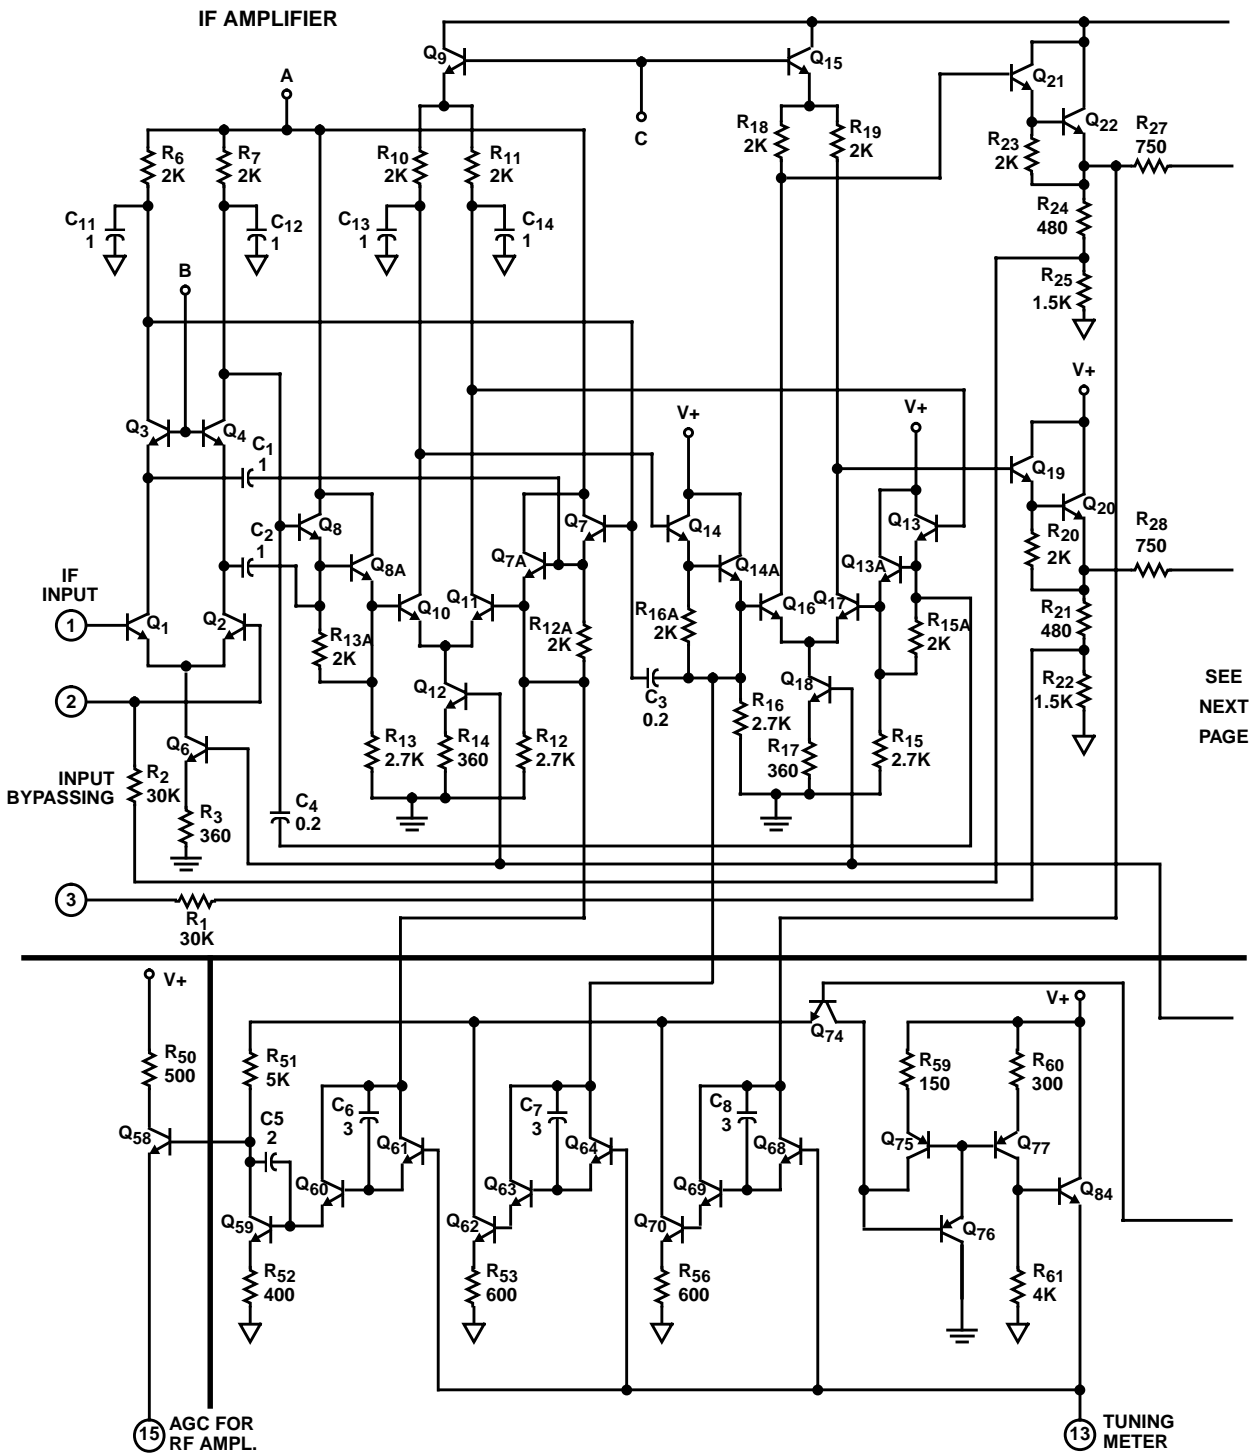 IF AMPLIFIER
A
B
C
Q9
Q15
Q21
Q22
R27
750
R6
2K
R7
2K
R10
2K
R11
2K
R18
2K
R19
2K
R23
2K
C11
1
C12
1
C13
1
C14
1
R24
480
R25
1.5K
V+
V+
V+
Q3
Q4
C1
1
C2
1
Q8
Q8A
Q7
Q7A
Q14
Q14A
Q13
Q13A
Q19
Q20
R20
2K
R28
750
IF
INPUT
1
Q1
Q2
Q10
Q11
R12A
2K
R13A
2K
R16A
2K
Q16
Q17
R15A
2K
R21
480
R22
1.5K
2
Q6
Q12
Q18
C3
0.2
R16
2.7K
R13
2.7K
R14
360
R12
2.7K
R17
360
R15
2.7K
INPUT
BYPASSING
R2
30K
R3
360
C4
0.2
SEE
NEXT
PAGE
3
R1
30K
V+
V+
Q74
R50
500
R51
5K
C5
2
C6
3
C7
3
C8
3
R59
150
R60
300
Q58
Q61
Q64
Q68
Q75
Q77
Q60
Q63
Q69
Q84
Q59
Q62
Q70
Q76
R52
400
R53
600
R56
600
R61
4K
15
AGC FOR
RF AMPL.
13
TUNING
METER